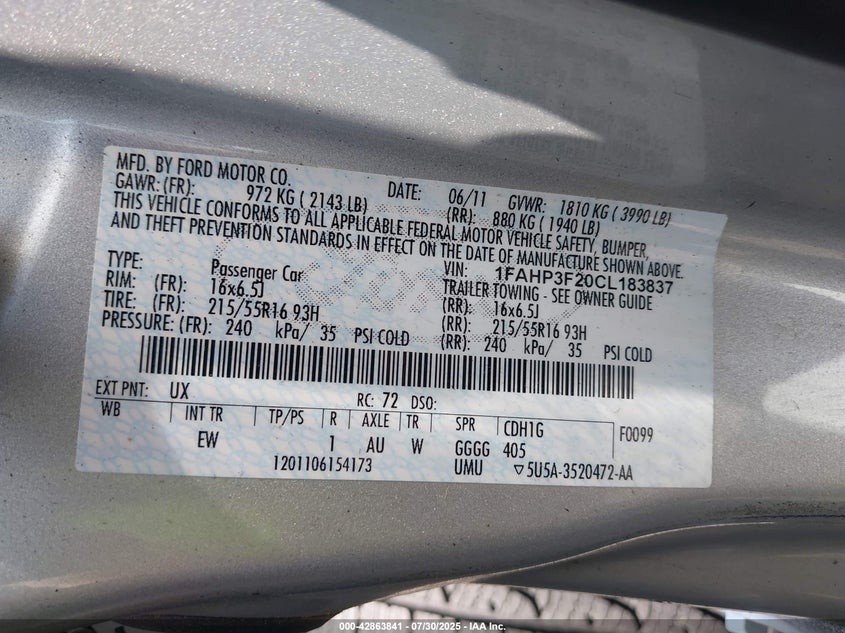 MFD. BY FORD MOTOR CO. DATE: 06/11 GVWR: 1810 KG ( 3990 LB)
GAWR: (FR): 972 KG ( 2143 LB) (RR): 880 KG ( 1940 LB)
THIS VEHICLE CONFORMS TO ALL APPLICABLE FEDERAL MOTOR VEHICLE SAFETY, BUMPER,
AND THEFT PREVENTION STANDARDS IN EFFECT ON THE DATE OF MANUFACTURE SHOWN ABOVE.
VIN: 1FAHP3F20CL183837
TYPE: Passenger Car TRAILER TOWING - SEE OWNER GUIDE
RIM: (FR): 16x6.5J (RR): 16x6.5J
TIRE: (FR): 215/55R16 93H (RR): 215/55R16 93H
PRESSURE: (FR): 240 kPa/ 35 PSI COLD (RR): 240 kPa/ 35 PSI COLD
EXT PNT: UX RC: 72 DSO:
WB INT TR TP/PS R AXLE TR SPR CDH1G F0099
EW 1 AU W GGGG 405
1201106154173 UMU ▽5U5A-3520472-AA
000-42863841 - 07/30/2025 - IAA Inc.